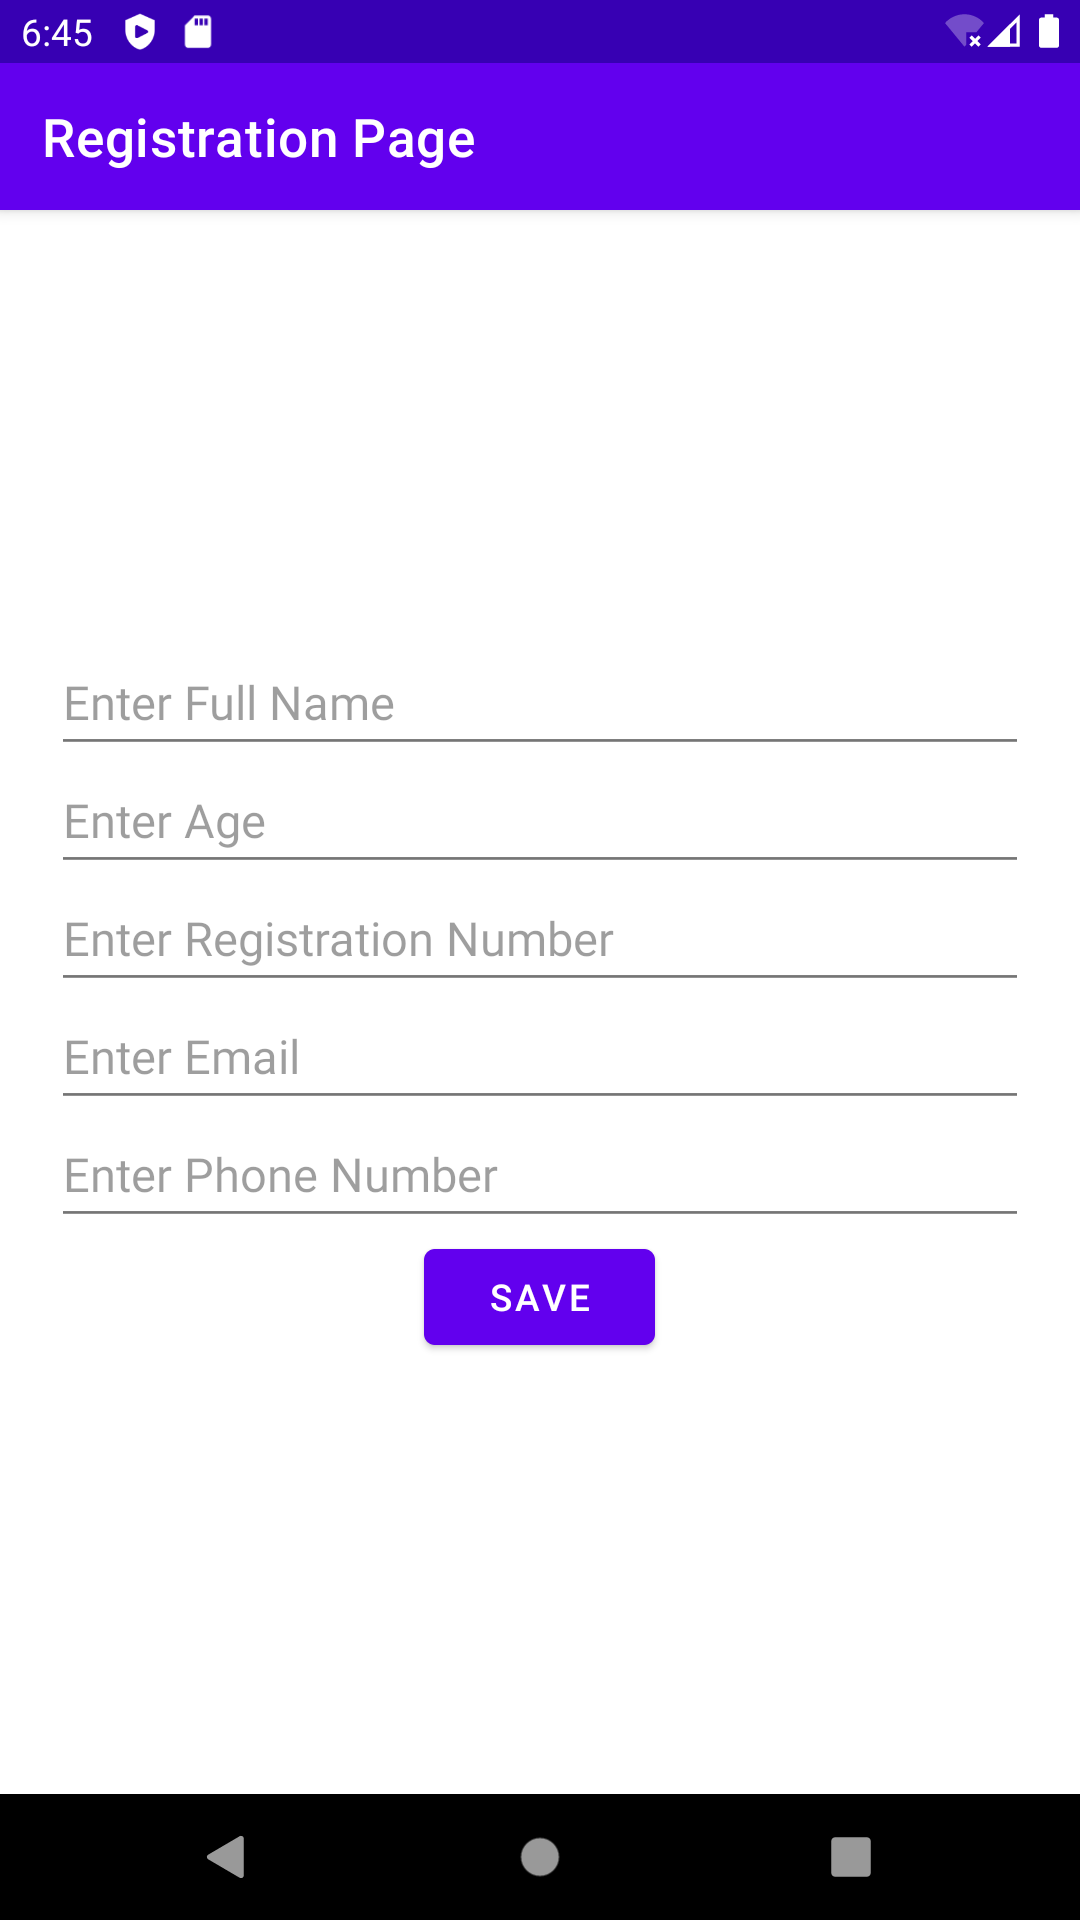 6:45
Registration Page
Enter Full Name
Enter Age
Enter Registration Number
Enter Email
Enter Phone Number
SAVE